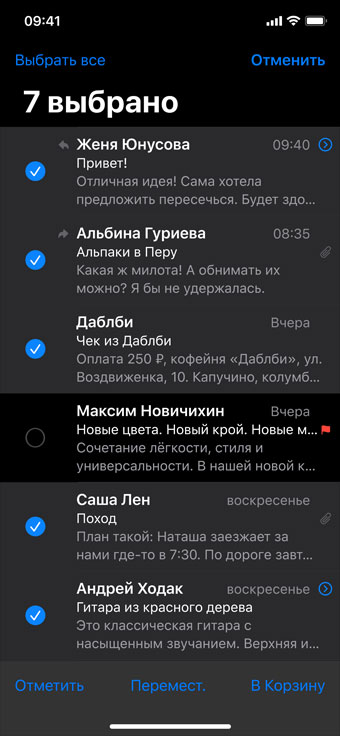 09:41
Выбрать все
Отменить
7 выбрано
Женя Юнусова 09:40
Привет!
Отличная идея! Сама хотела
предложить пересечься. Будет здо...
Альбина Гуриева 08:35
Альпаки в Перу
Какая ж милота! А обнимать их
можно? Я бы не удержалась.
Даблби Вчера
Чек из Даблби
Оплата 250 ₽, кофейня «Даблби», ул.
Воздвиженка, 10. Капучино, колумб...
Максим Новичихин Вчера
Новые цвета. Новый крой. Новые м...
Сочетание лёгкости, стиля и
универсальности. В нашей новой к...
Саша Лен воскресенье
Поход
План такой: Наташа заезжает за
нами где-то в 7:30. По дороге завт...
Андрей Ходак воскресенье
Гитара из красного дерева
Это классическая гитара с
насыщенным звучанием. Верхняя и...
Отметить
Перемест.
В Корзину